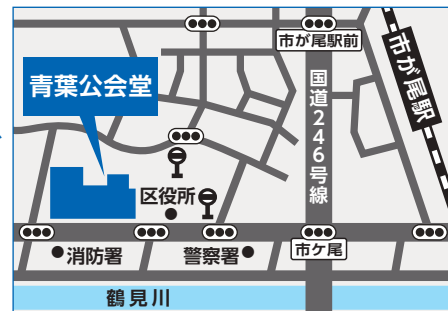 市が尾駅前
市が尾駅
青葉公会堂
国道246号線
区役所
消防署
警察署
市ケ尾
鶴見川